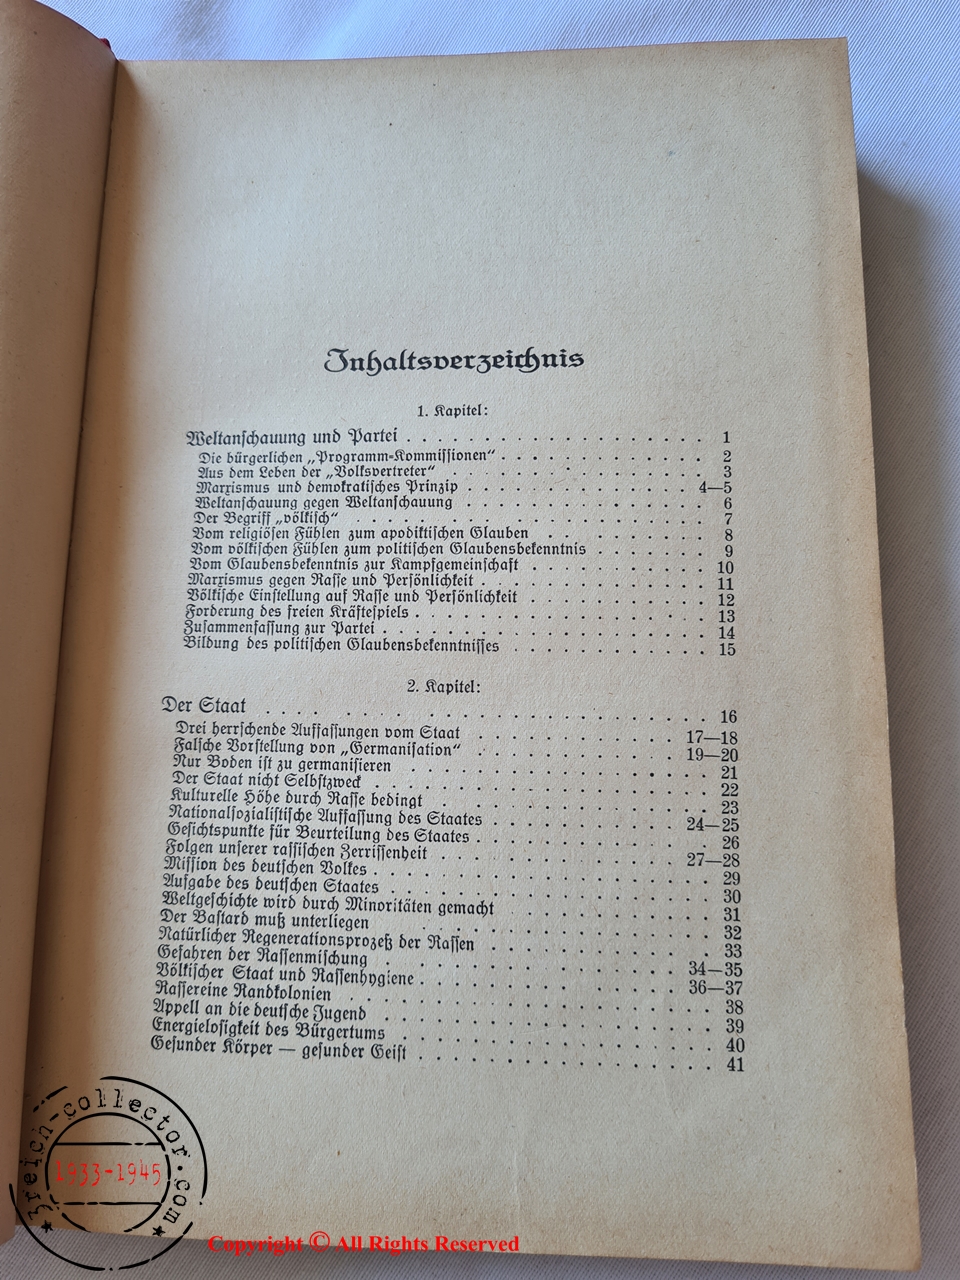 Inhaltsverzeichnis
1. Kapitel:
Weltanschauung und Partei . . . . . . . . . . . . . . . . . . . 1
Die bürgerlichen „Programm=Kommissionen“ . . . . . . . . . . . . . 2
Aus dem Leben der „Volksvertreter“ . . . . . . . . . . . . . . . . 3
Marxismus und demokratisches Prinzip . . . . . . . . . . . . . . 4—5
Weltanschauung gegen Weltanschauung . . . . . . . . . . . . . . . 6
Der Begriff „völkisch“ . . . . . . . . . . . . . . . . . . . . . . 7
Vom religiösen Fühlen zum apodiktischen Glauben . . . . . . . . . . 8
Vom völkischen Fühlen zum politischen Glaubensbekenntnis . . . . . . . 9
Vom Glaubensbekenntnis zur Kampfgemeinschaft . . . . . . . . . . . 10
Marxismus gegen Rasse und Persönlichkeit . . . . . . . . . . . . . 11
Völkische Einstellung auf Rasse und Persönlichkeit . . . . . . . . . . 12
Forderung des freien Kräftespiels . . . . . . . . . . . . . . . . . 13
Zusammenfassung zur Partei . . . . . . . . . . . . . . . . . . . 14
Bildung des politischen Glaubensbekenntnisses . . . . . . . . . . . . 15
2. Kapitel:
Der Staat . . . . . . . . . . . . . . . . . . . . . . . . . 16
Drei herrschende Auffassungen vom Staat . . . . . . . . . . . . 17—18
Falsche Vorstellung von „Germanisation“ . . . . . . . . . . . . 19—20
Nur Boden ist zu germanisieren . . . . . . . . . . . . . . . . . 21
Der Staat nicht Selbstzweck . . . . . . . . . . . . . . . . . . . 22
Kulturelle Höhe durch Rasse bedingt . . . . . . . . . . . . . . . 23
Nationalsozialistische Auffassung des Staates . . . . . . . . . . . 24—25
Gesichtspunkte für Beurteilung des Staates . . . . . . . . . . . . . 26
Folgen unserer rassischen Zerrissenheit . . . . . . . . . . . . . 27—28
Mission des deutschen Volkes . . . . . . . . . . . . . . . . . . . 29
Aufgabe des deutschen Staates . . . . . . . . . . . . . . . . . . 30
Weltgeschichte wird durch Minoritäten gemacht . . . . . . . . . . . . 31
Der Bastard muß unterliegen . . . . . . . . . . . . . . . . . . 32
Natürlicher Regenerationsprozeß der Rassen . . . . . . . . . . . . . 33
Gefahren der Rassenmischung . . . . . . . . . . . . . . . . . 34—35
Völkischer Staat und Rassenhygiene . . . . . . . . . . . . . . . 36—37
Rassereine Randkolonien . . . . . . . . . . . . . . . . . . . . 38
Appell an die deutsche Jugend . . . . . . . . . . . . . . . . . . 39
Energielosigkeit des Bürgertums . . . . . . . . . . . . . . . . . 40
Gesunder Körper — gesunder Geist . . . . . . . . . . . . . . . . 41
3reich-collector.com
1933-1945
Copyright © All Rights Reserved